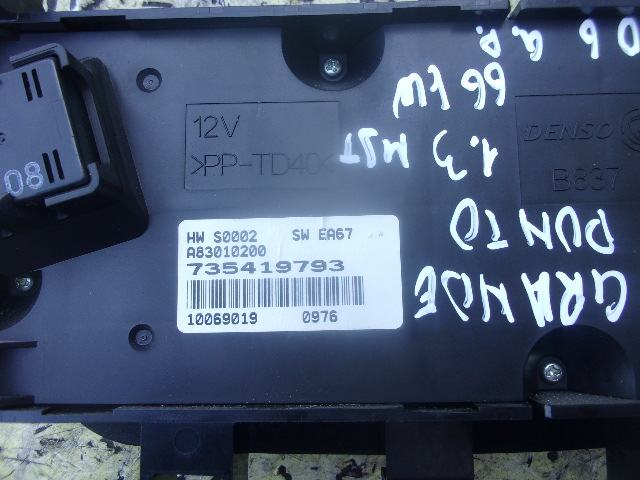 12V
>PP-TD40<
DENSO
B837
08
HW S0002 SW EA67
A83010200
735419793
10069019 0976
GRANDE
PUNTO
1.3 MJT
66 KW
06 G.D.